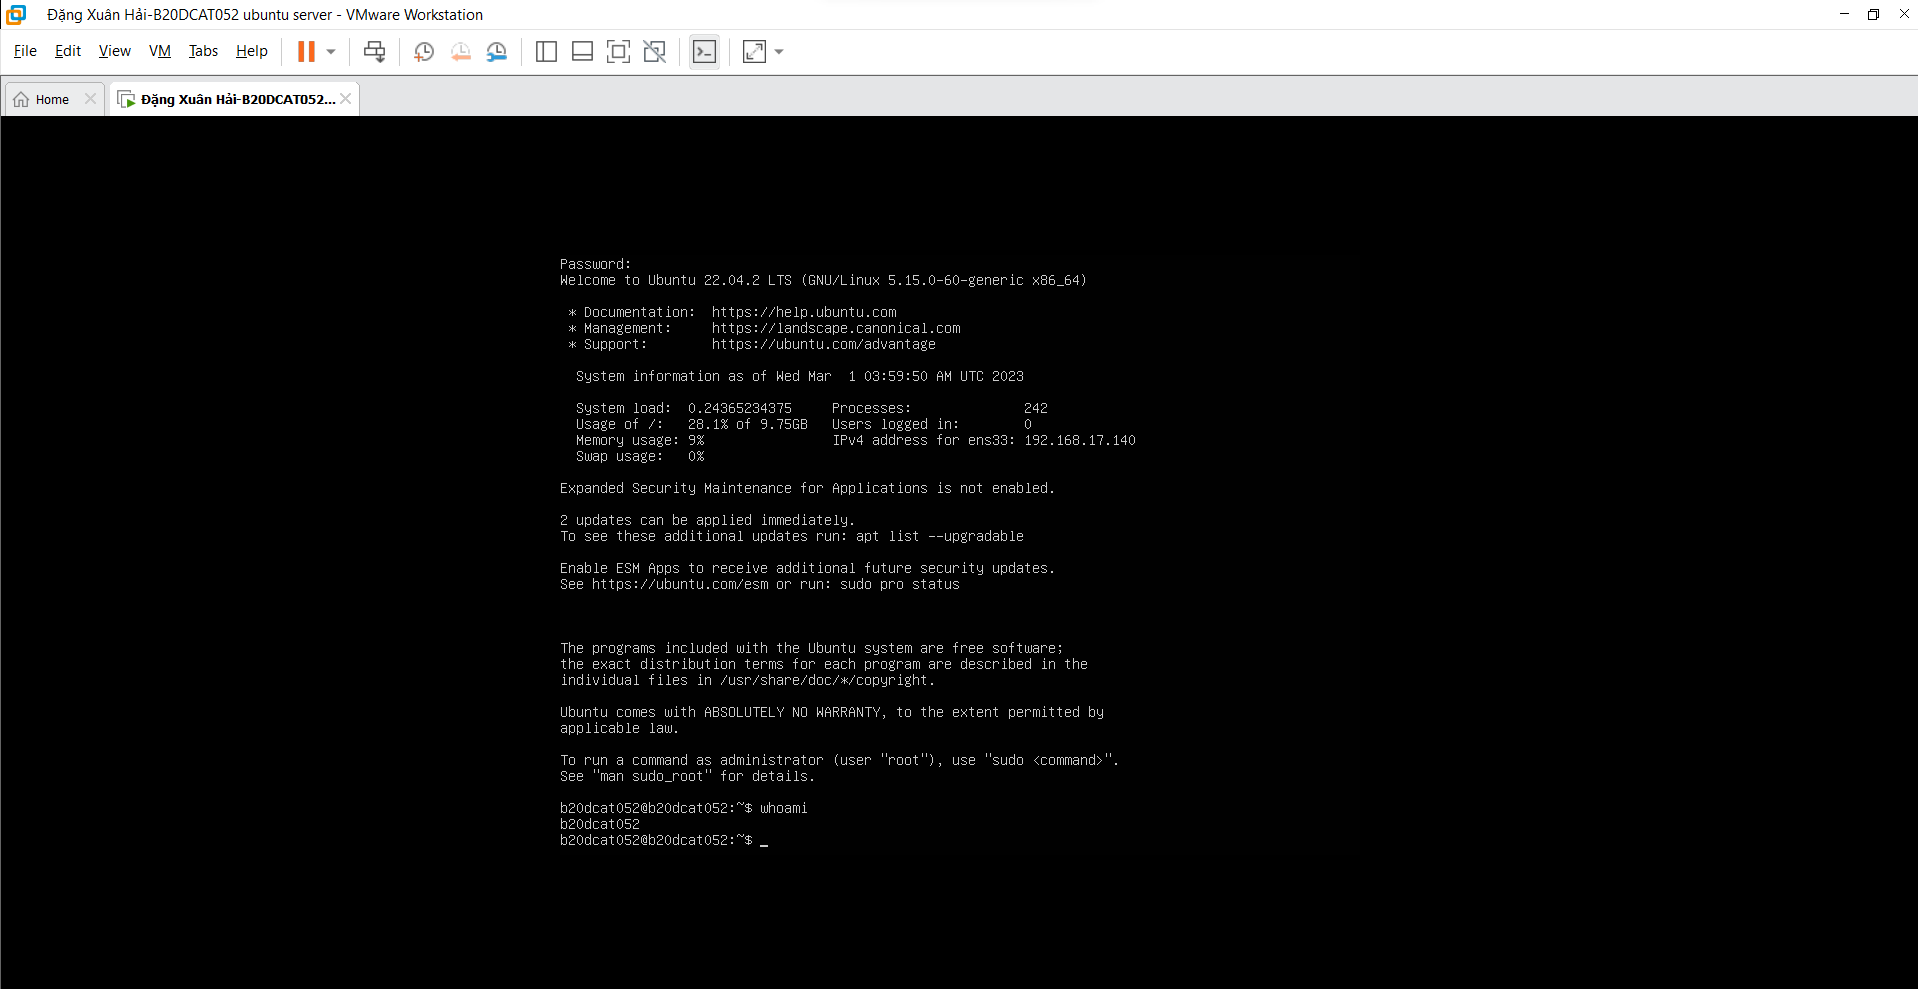 Đặng Xuân Hải-B20DCAT052 ubuntu server - VMware Workstation
File Edit View VM Tabs Help
Home
Đặng Xuân Hải-B20DCAT052...
Password:
Welcome to Ubuntu 22.04.2 LTS (GNU/Linux 5.15.0-60-generic x86_64)
* Documentation:  https://help.ubuntu.com
* Management:     https://landscape.canonical.com
* Support:        https://ubuntu.com/advantage
System information as of Wed Mar  1 03:59:50 AM UTC 2023
System load:  0.24365234375     Processes:              242
Usage of /:   28.1% of 9.75GB   Users logged in:        0
Memory usage: 9%                IPv4 address for ens33: 192.168.17.140
Swap usage:   0%
Expanded Security Maintenance for Applications is not enabled.
2 updates can be applied immediately.
To see these additional updates run: apt list --upgradable
Enable ESM Apps to receive additional future security updates.
See https://ubuntu.com/esm or run: sudo pro status
The programs included with the Ubuntu system are free software;
the exact distribution terms for each program are described in the
individual files in /usr/share/doc/*/copyright.
Ubuntu comes with ABSOLUTELY NO WARRANTY, to the extent permitted by
applicable law.
To run a command as administrator (user "root"), use "sudo <command>".
See "man sudo_root" for details.
b20dcat052@b20dcat052:~$ whoami
b20dcat052
b20dcat052@b20dcat052:~$ _